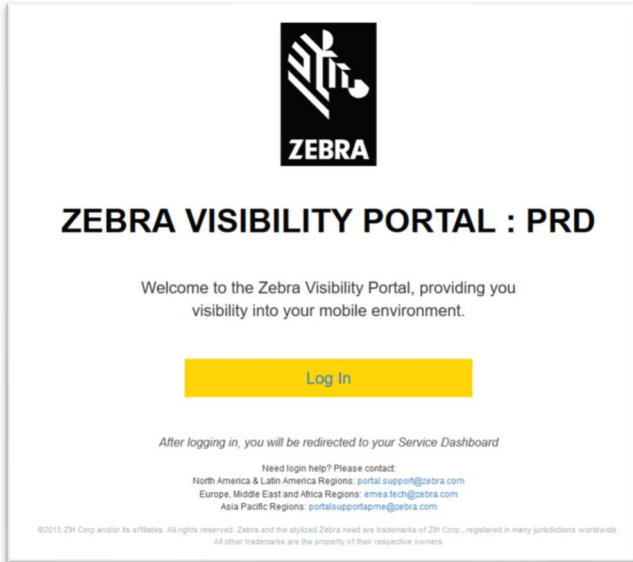 ZEBRA
ZEBRA VISIBILITY PORTAL : PRD
Welcome to the Zebra Visibility Portal, providing you
visibility into your mobile environment.
Log In
After logging in, you will be redirected to your Service Dashboard
Need login help? Please contact:
North America & Latin America Regions: portal.support@zebra.com
Europe, Middle East and Africa Regions: emea.tech@zebra.com
Asia Pacific Regions: portalsupportapme@zebra.com
©2015 ZIH Corp and/or its affiliates. All rights reserved. Zebra and the stylized Zebra head are trademarks of ZIH Corp., registered in many jurisdictions worldwide.
All other trademarks are the property of their respective owners.